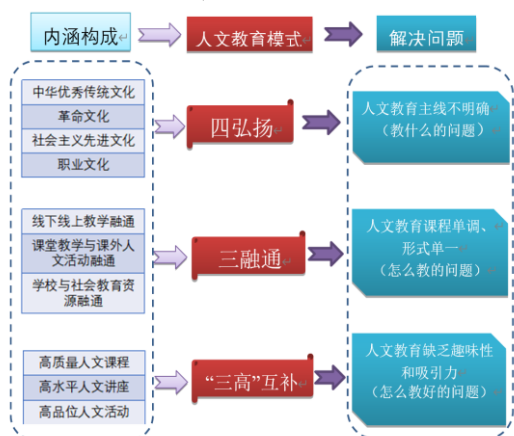 内涵构成
人文教育模式
解决问题
中华优秀传统文化
革命文化
社会主义先进文化
职业文化
四弘扬
人文教育主线不明确
(教什么的问题)
线下线上教学融通
课堂教学与课外人
文活动融通
学校与社会教育资
源融通
三融通
人文教育课程单调、
形式单一
(怎么教的问题)
高质量人文课程
高水平人文讲座
高品位人文活动
“三高”互补
人文教育缺乏趣味性
和吸引力
(怎么教好的问题)